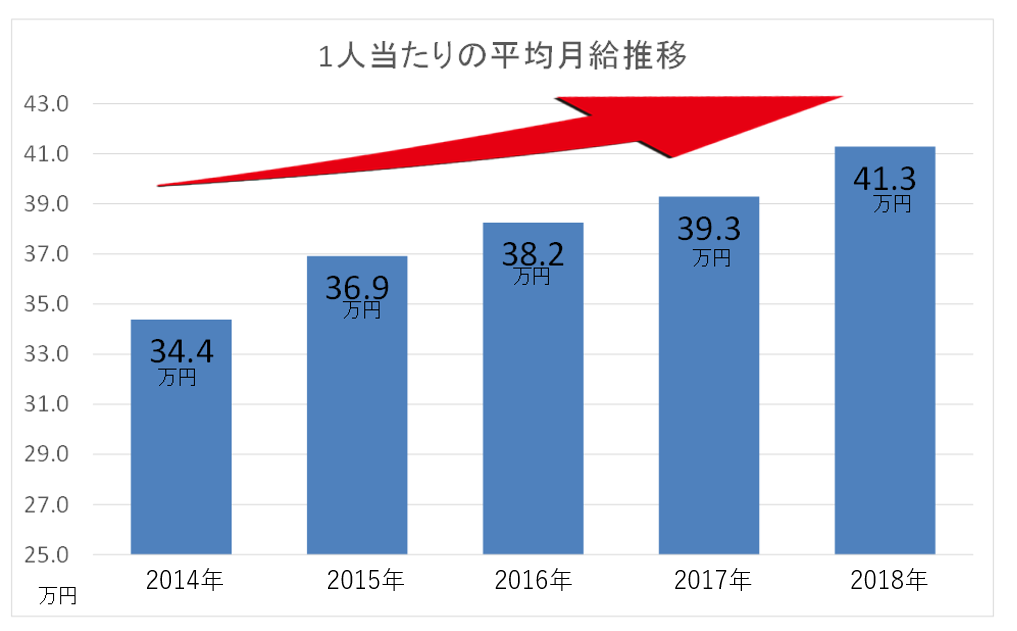 1人当たりの平均月給推移
43.0
41.0
39.0
37.0
35.0
33.0
31.0
29.0
27.0
25.0
34.4
万円
36.9
万円
38.2
万円
39.3
万円
41.3
万円
2014年
2015年
2016年
2017年
2018年
万円